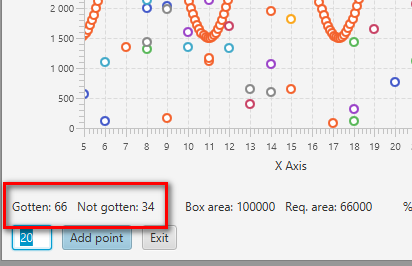 2 000
1 500
1 000
500
0
5 6 7 8 9 10 11 12 13 14 15 16 17 18 19 20
X Axis
Gotten: 66 Not gotten: 34 Box area: 100000 Req. area: 66000 %
20 Add point Exit